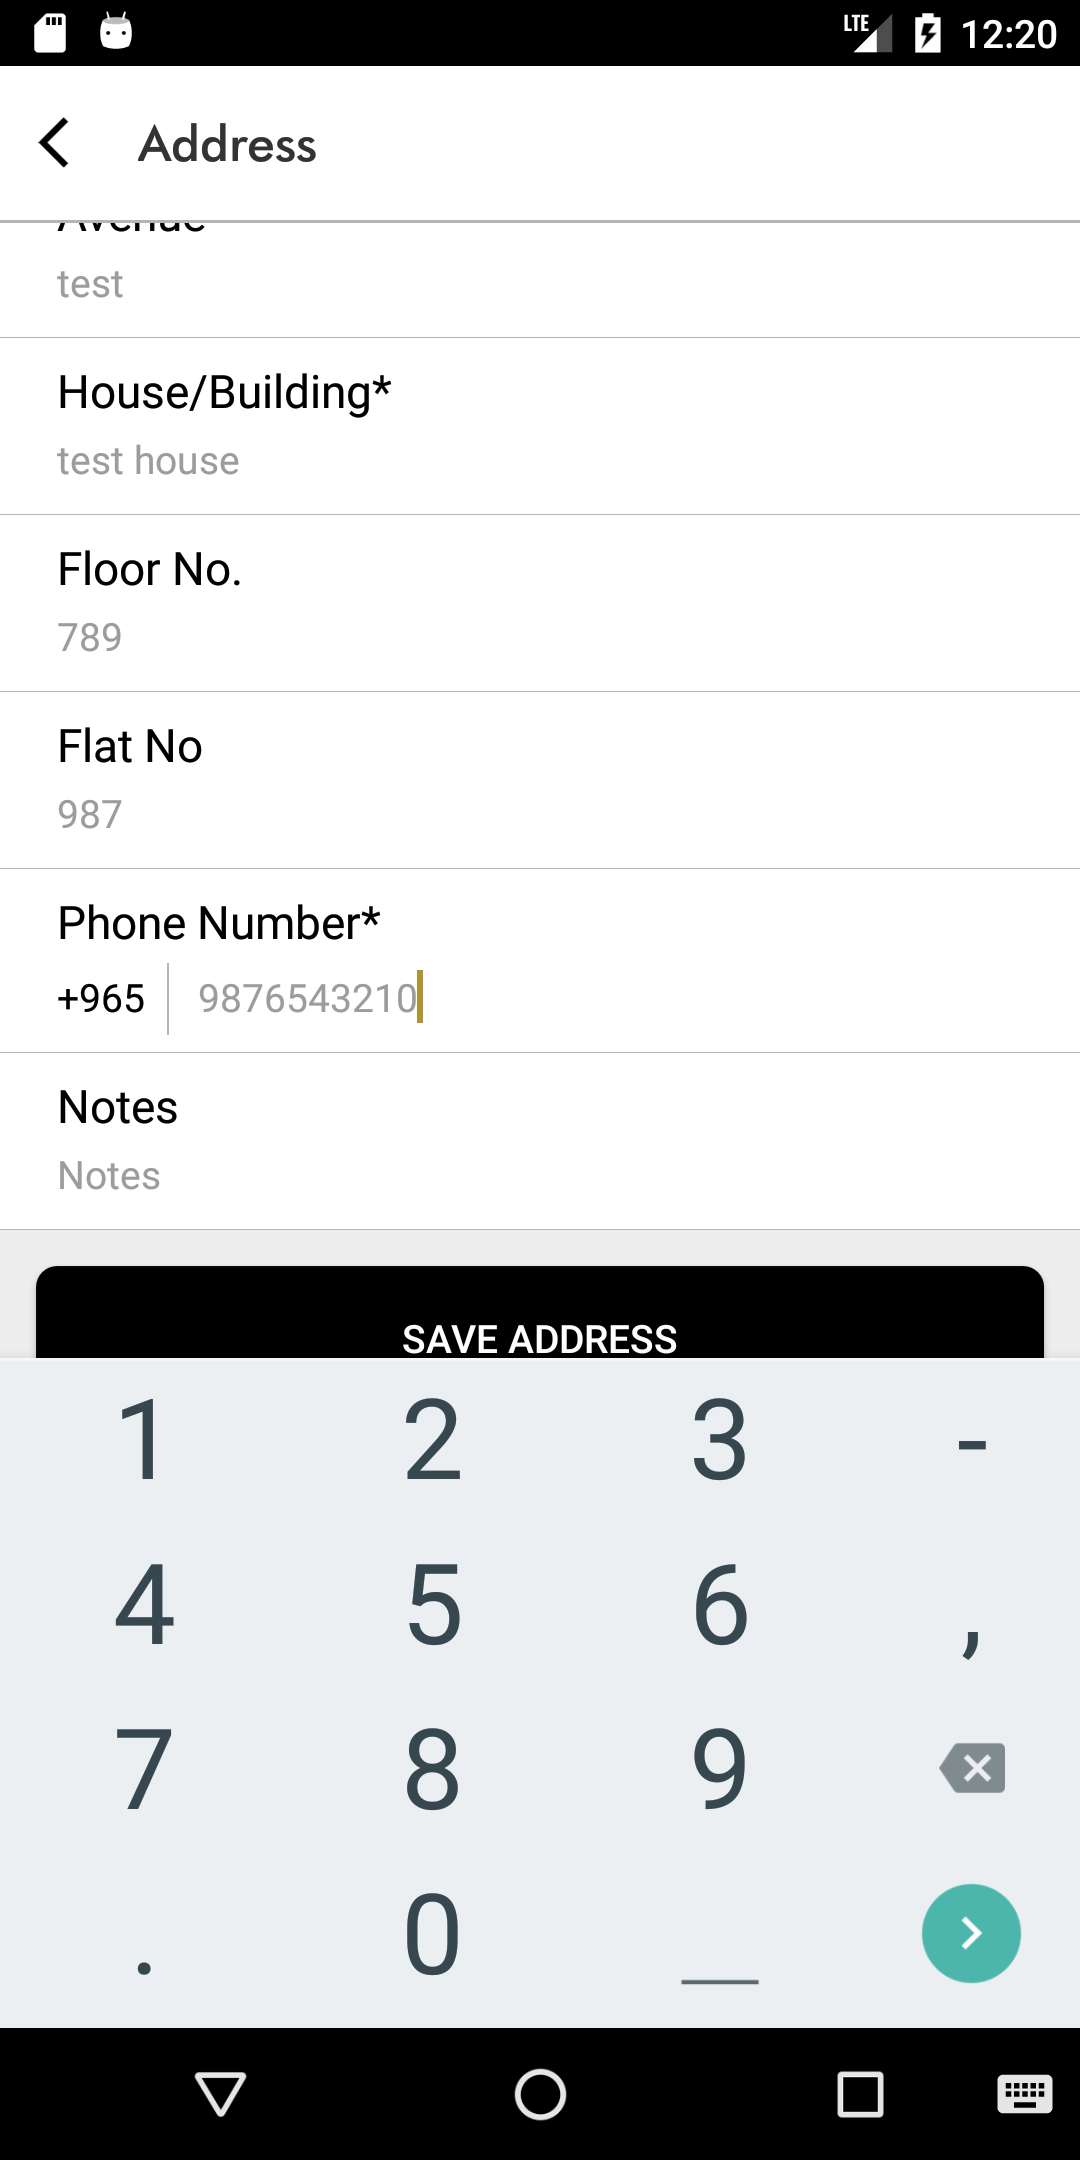 LTE 12:20
Address
Avenue
test
House/Building*
test house
Floor No.
789
Flat No
987
Phone Number*
+965 9876543210
Notes
Notes
SAVE ADDRESS
1 2 3 -
4 5 6 ,
7 8 9
. 0 _